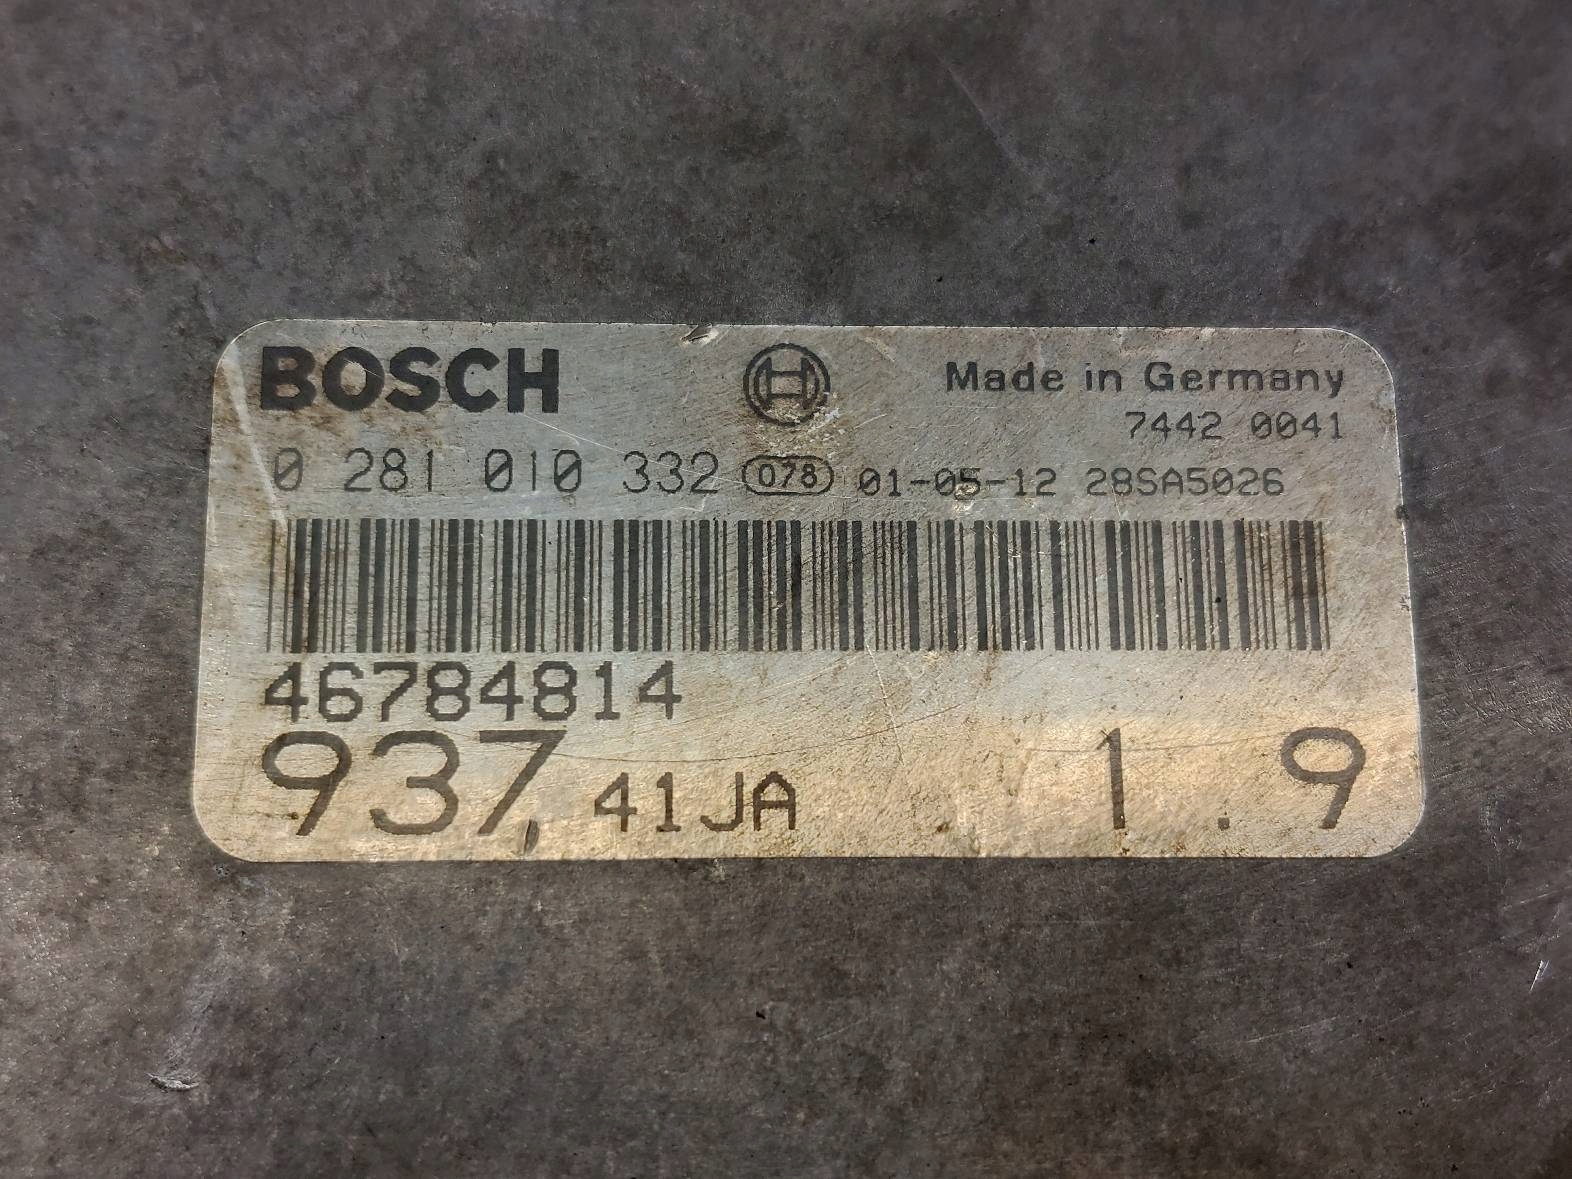 BOSCH Made in Germany
7442 0041
0 281 010 332 078 01-05-12 28SA5026
46784814
937 41JA 1.9